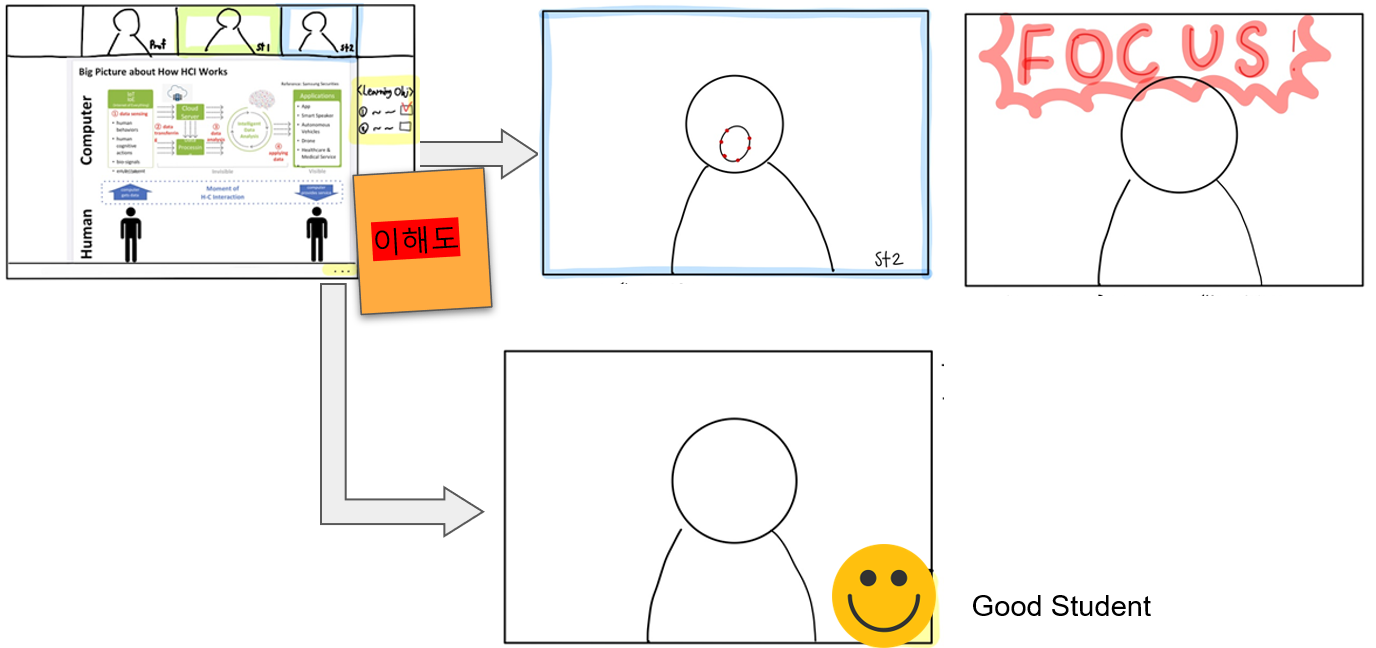 Prof
St1
St2
Big Picture about How HCI Works
Reference: Samsung Securities
<Learning Obj>
①
②
Computer
Human
IoT
① data sensing
• human behaviors
• human cognitive actions
• bio-signals
② data transferring
Cloud Server
③ data analysis
Intelligent Data Analysis
④ applying data
Applications
• App
• Smart Speaker
• Autonomous Vehicles
• Drone
• Healthcare & Medical Service
Invisible
Visible
Moment of
H-C Interaction
...
이해도
St2
FOCUS!
Good Student